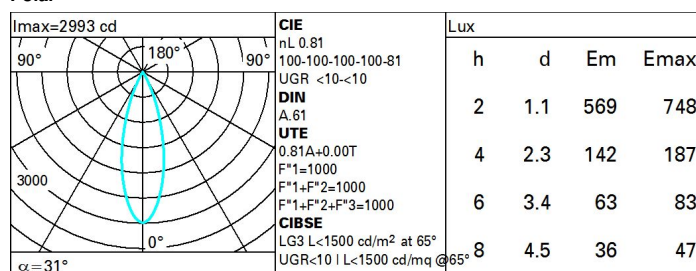 Imax=2993 cd
90° 180° 90°
3000
0°
α=31°
CIE
nL 0.81
100-100-100-100-81
UGR <10-<10
DIN
A.61
UTE
0.81A+0.00T
F"1=1000
F"1+F"2=1000
F"1+F"2+F"3=1000
CIBSE
LG3 L<1500 cd/m² at 65°
UGR<10 | L<1500 cd/mq @65°
Lux
h d Em Emax
2 1.1 569 748
4 2.3 142 187
6 3.4 63 83
8 4.5 36 47